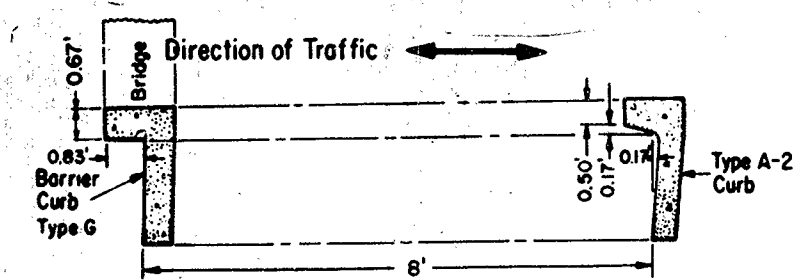 Direction of Traffic
Bridge
0.67'
0.83'
Barrier
Curb
Type G
0.50'
0.17'
0.17'
Type A-2
Curb
8'